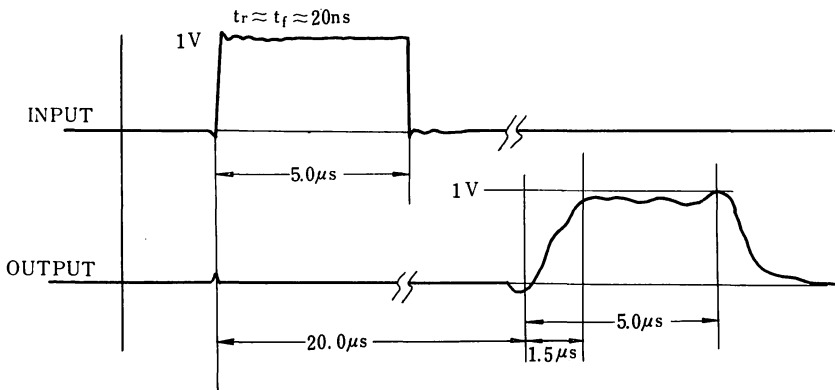 tr ≈ tf ≈ 20ns
1V
INPUT
5.0μs
1V
OUTPUT
5.0μs
20.0μs
1.5μs